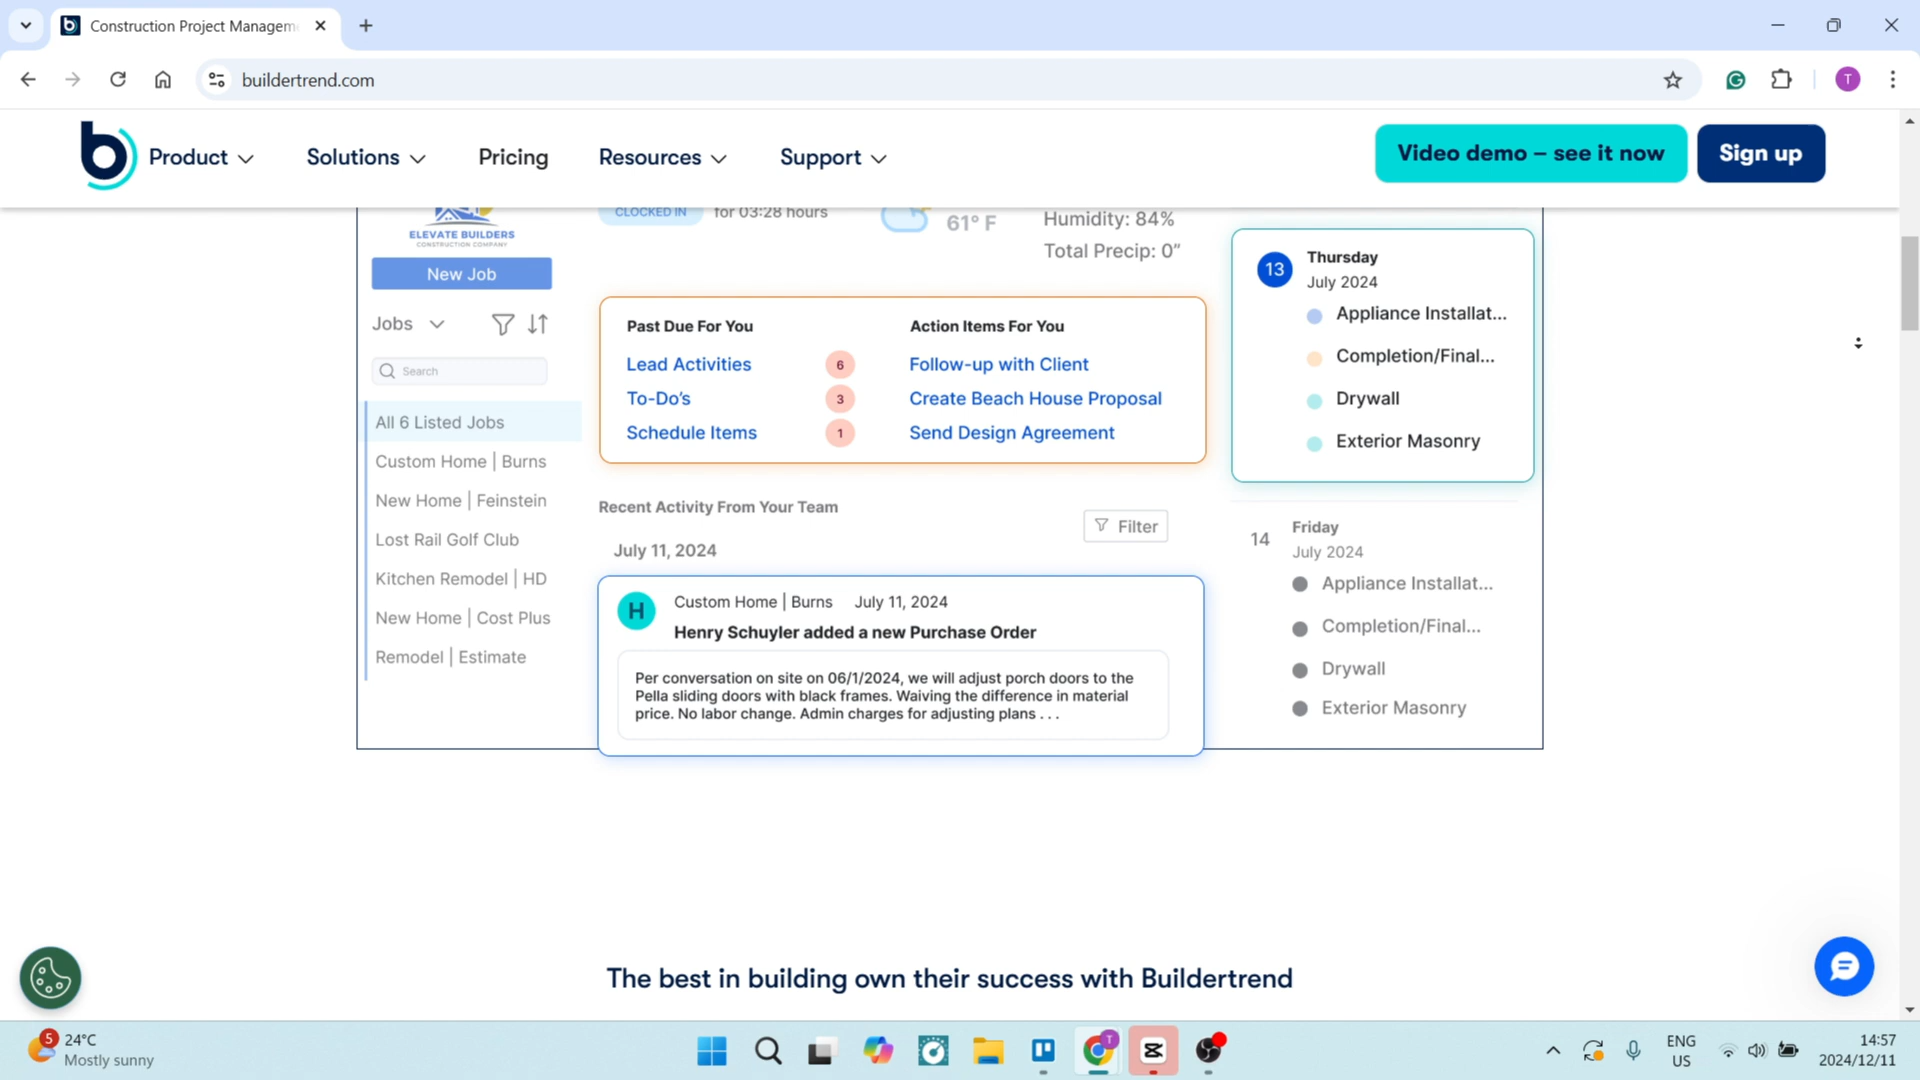 Construction Project Managem
buildertrend.com
T
b
Product
Solutions
Pricing
Resources
Support
Video demo – see it now
Sign up
ELEVATE BUILDERS
CONSTRUCTION COMPANY
New Job
Jobs
Search
All 6 Listed Jobs
Custom Home | Burns
New Home | Feinstein
Lost Rail Golf Club
Kitchen Remodel | HD
New Home | Cost Plus
Remodel | Estimate
CLOCKED IN for 03:28 hours
61° F
Humidity: 84%
Total Precip: 0”
Past Due For You
Lead Activities 6
To-Do’s 3
Schedule Items 1
Action Items For You
Follow-up with Client
Create Beach House Proposal
Send Design Agreement
Recent Activity From Your Team
Filter
July 11, 2024
H
Custom Home | Burns July 11, 2024
Henry Schuyler added a new Purchase Order
Per conversation on site on 06/1/2024, we will adjust porch doors to the
Pella sliding doors with black frames. Waiving the difference in material
price. No labor change. Admin charges for adjusting plans . . .
13 Thursday
July 2024
Appliance Installat...
Completion/Final...
Drywall
Exterior Masonry
14 Friday
July 2024
Appliance Installat...
Completion/Final...
Drywall
Exterior Masonry
The best in building own their success with Buildertrend
5
24°C
Mostly sunny
T
ENG
US
14:57
2024/12/11